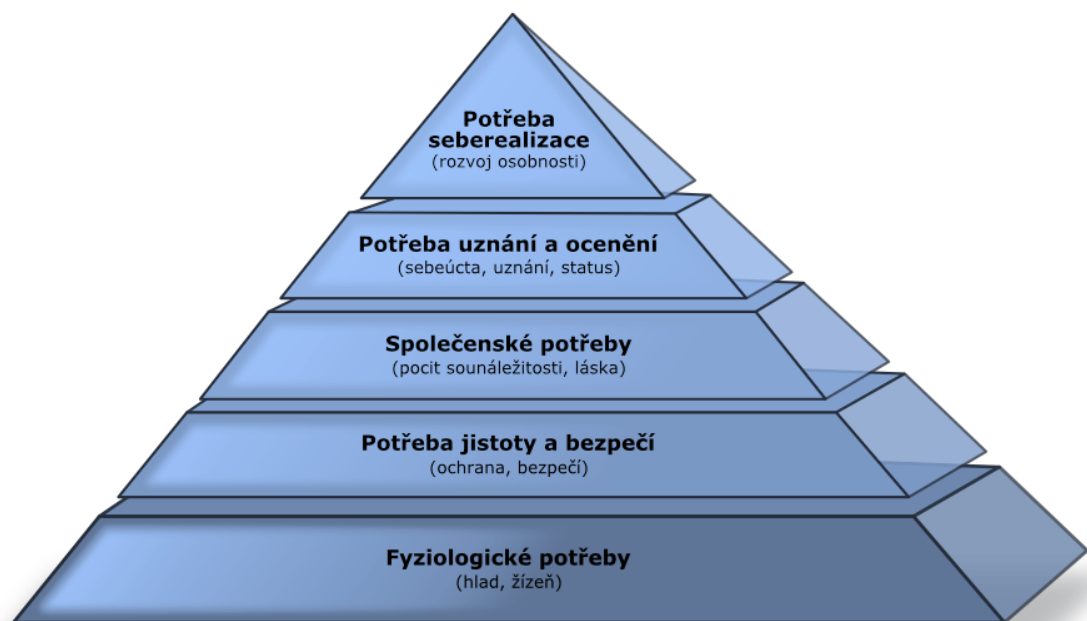 Potřeba
seberealizace
(rozvoj osobnosti)
Potřeba uznání a ocenění
(sebeúcta, uznání, status)
Společenské potřeby
(pocit sounáležitosti, láska)
Potřeba jistoty a bezpečí
(ochrana, bezpečí)
Fyziologické potřeby
(hlad, žízeň)